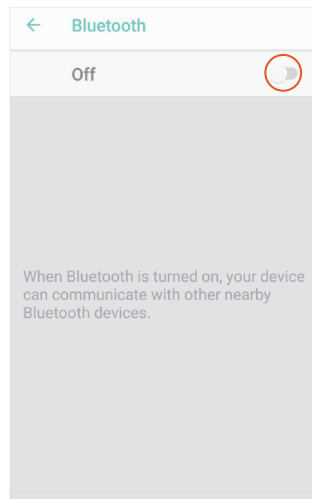 Bluetooth
Off
When Bluetooth is turned on, your device
can communicate with other nearby
Bluetooth devices.